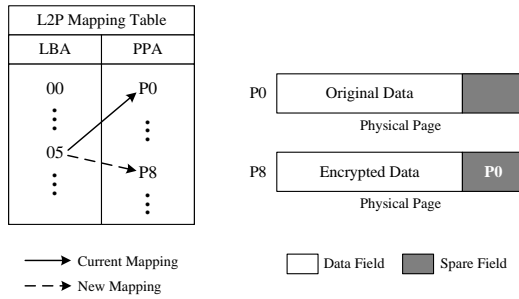 L2P Mapping Table
LBA PPA
00 P0
05
P8
Current Mapping
New Mapping
P0 Original Data
Physical Page
P8 Encrypted Data P0
Physical Page
Data Field Spare Field